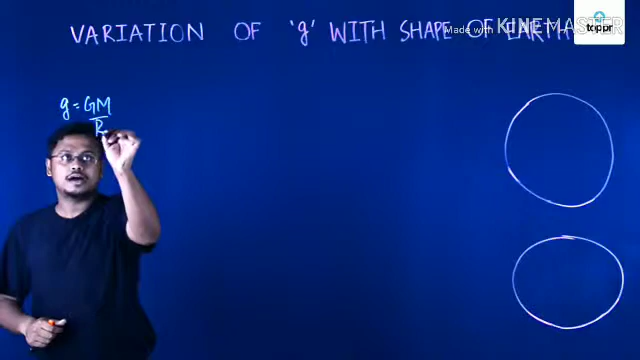 VARIATION OF 'g' WITH SHAPE OF EARTH
Made with KINEMASTER
toppr
g = GM
R